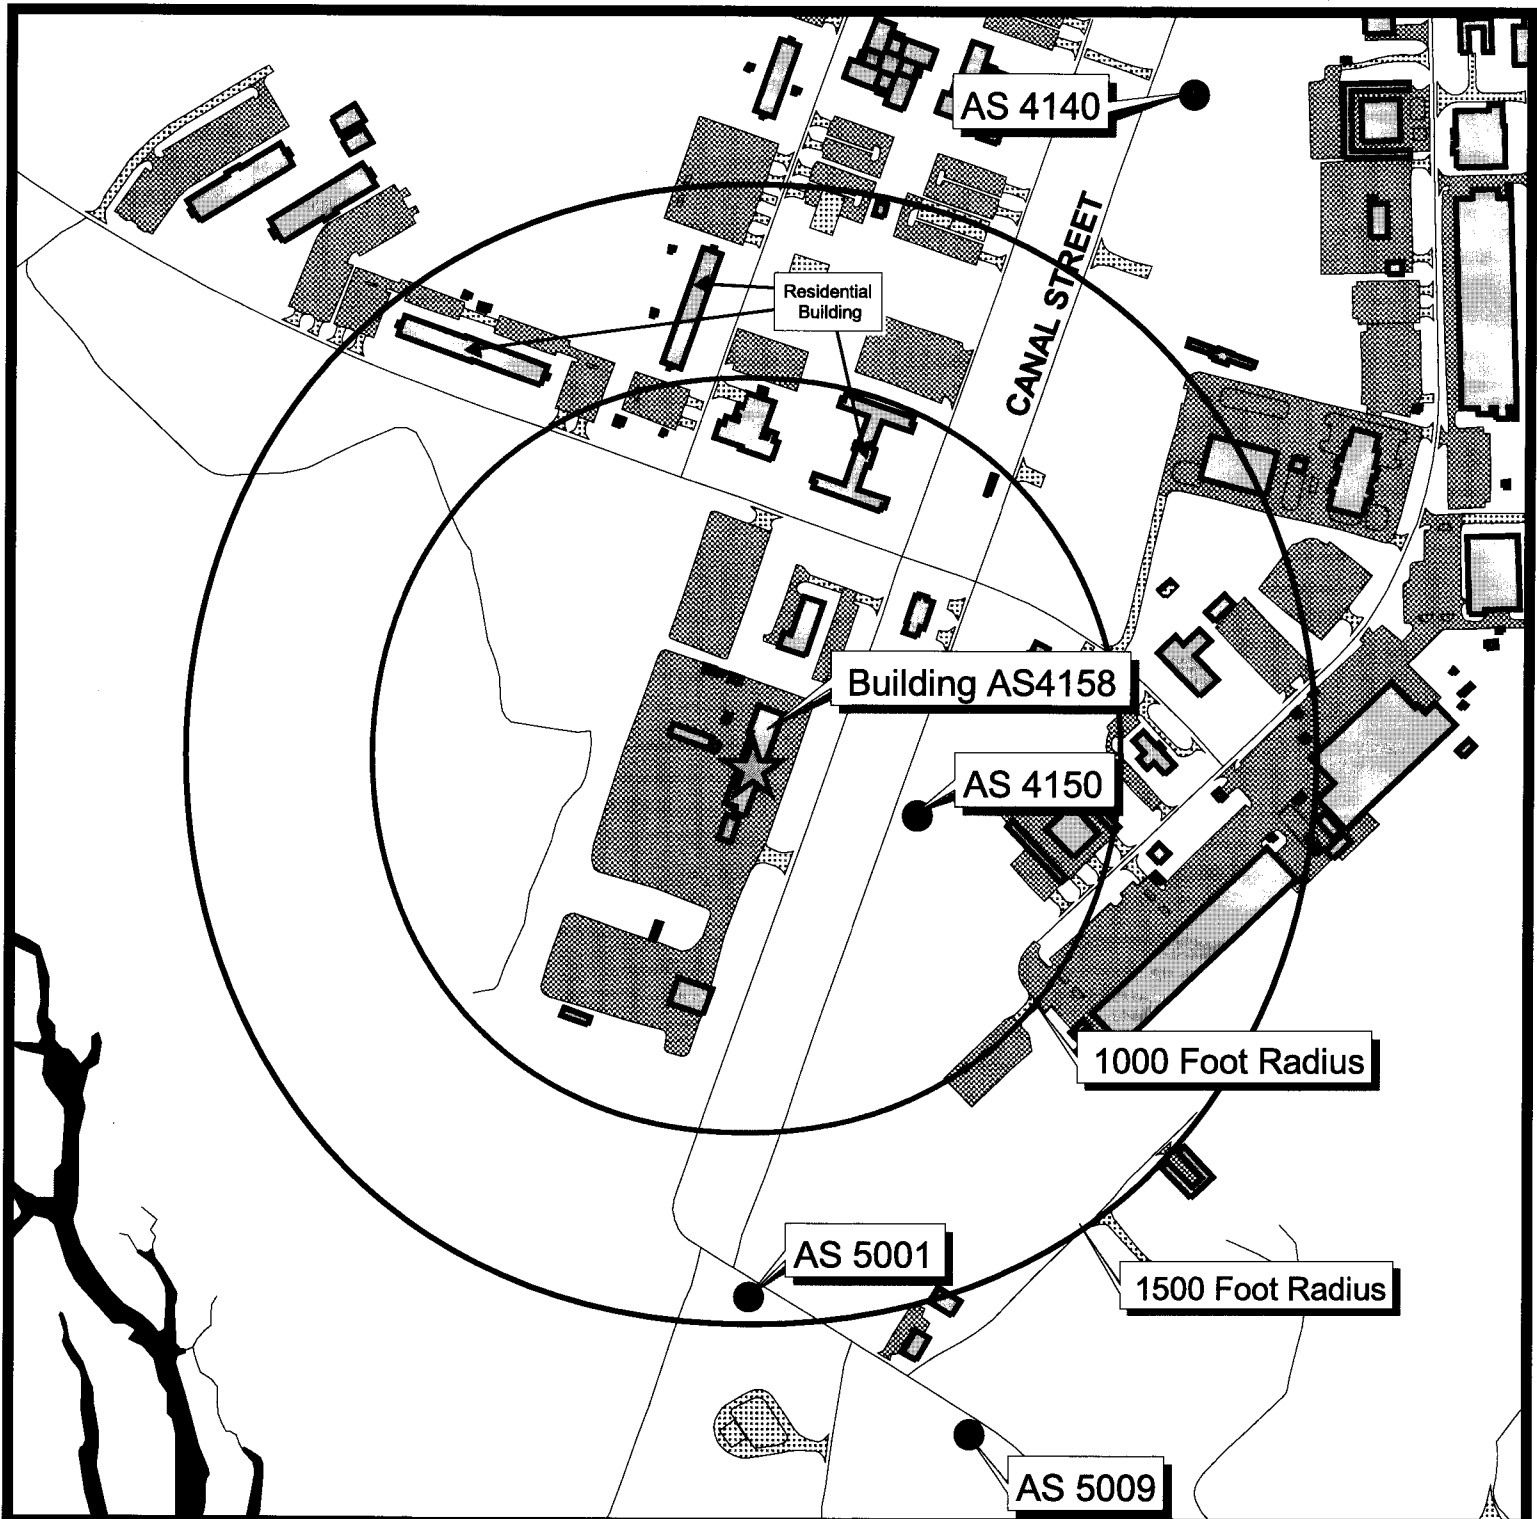 AS 4140
CANAL STREET
Residential
Building
Building AS4158
AS 4150
1000 Foot Radius
AS 5001
1500 Foot Radius
AS 5009